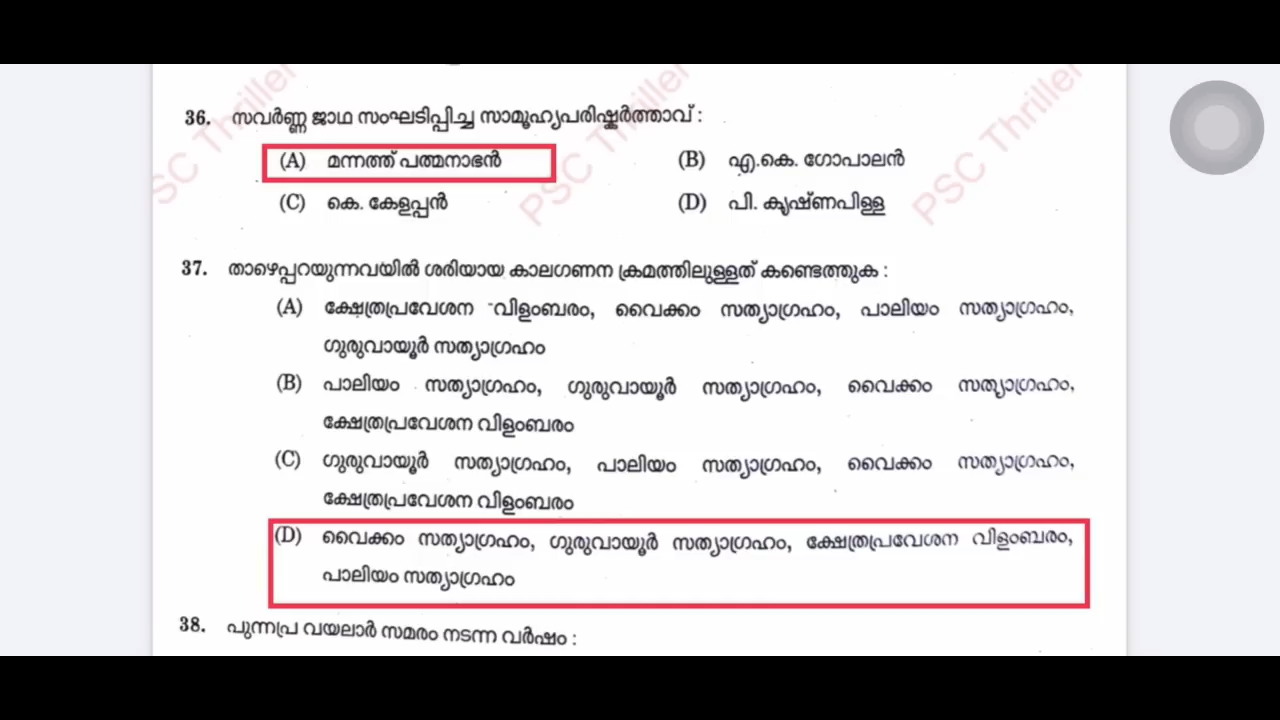 36. സവർണ്ണ ജാഥ സംഘടിപ്പിച്ച സാമൂഹ്യപരിഷ്കർത്താവ് :
(A) മന്നത്ത് പത്മനാഭൻ (B) എ.കെ. ഗോപാലൻ
(C) കെ. കേളപ്പൻ (D) പി. കൃഷ്ണപിള്ള
37. താഴെപ്പറയുന്നവയിൽ ശരിയായ കാലഗണന ക്രമത്തിലുള്ളത് കണ്ടെത്തുക :
(A) ക്ഷേത്രപ്രവേശന വിളംബരം, വൈക്കം സത്യാഗ്രഹം, പാലിയം സത്യാഗ്രഹം,
ഗുരുവായൂർ സത്യാഗ്രഹം
(B) പാലിയം സത്യാഗ്രഹം, ഗുരുവായൂർ സത്യാഗ്രഹം, വൈക്കം സത്യാഗ്രഹം,
ക്ഷേത്രപ്രവേശന വിളംബരം
(C) ഗുരുവായൂർ സത്യാഗ്രഹം, പാലിയം സത്യാഗ്രഹം, വൈക്കം സത്യാഗ്രഹം,
ക്ഷേത്രപ്രവേശന വിളംബരം
(D) വൈക്കം സത്യാഗ്രഹം, ഗുരുവായൂർ സത്യാഗ്രഹം, ക്ഷേത്രപ്രവേശന വിളംബരം,
പാലിയം സത്യാഗ്രഹം
38. പുന്നപ്ര വയലാർ സമരം നടന്ന വർഷം :
SC Thriller
PSC Thriller
PSC Thriller